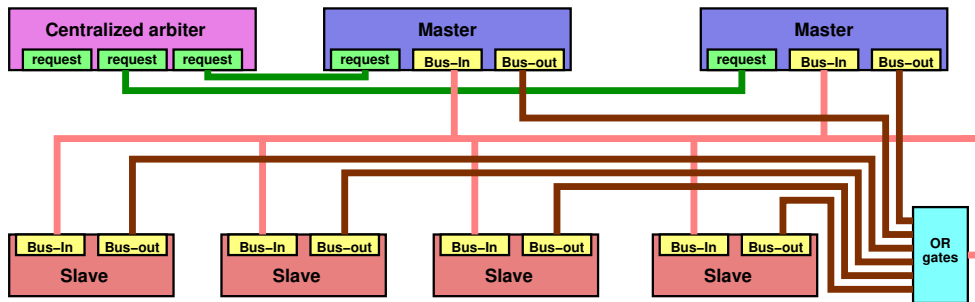 Centralized arbiter
request
request
request
Master
request
Bus-In
Bus-out
Master
request
Bus-In
Bus-out
Bus-In
Bus-out
Slave
Bus-In
Bus-out
Slave
Bus-In
Bus-out
Slave
Bus-In
Bus-out
Slave
OR
gates